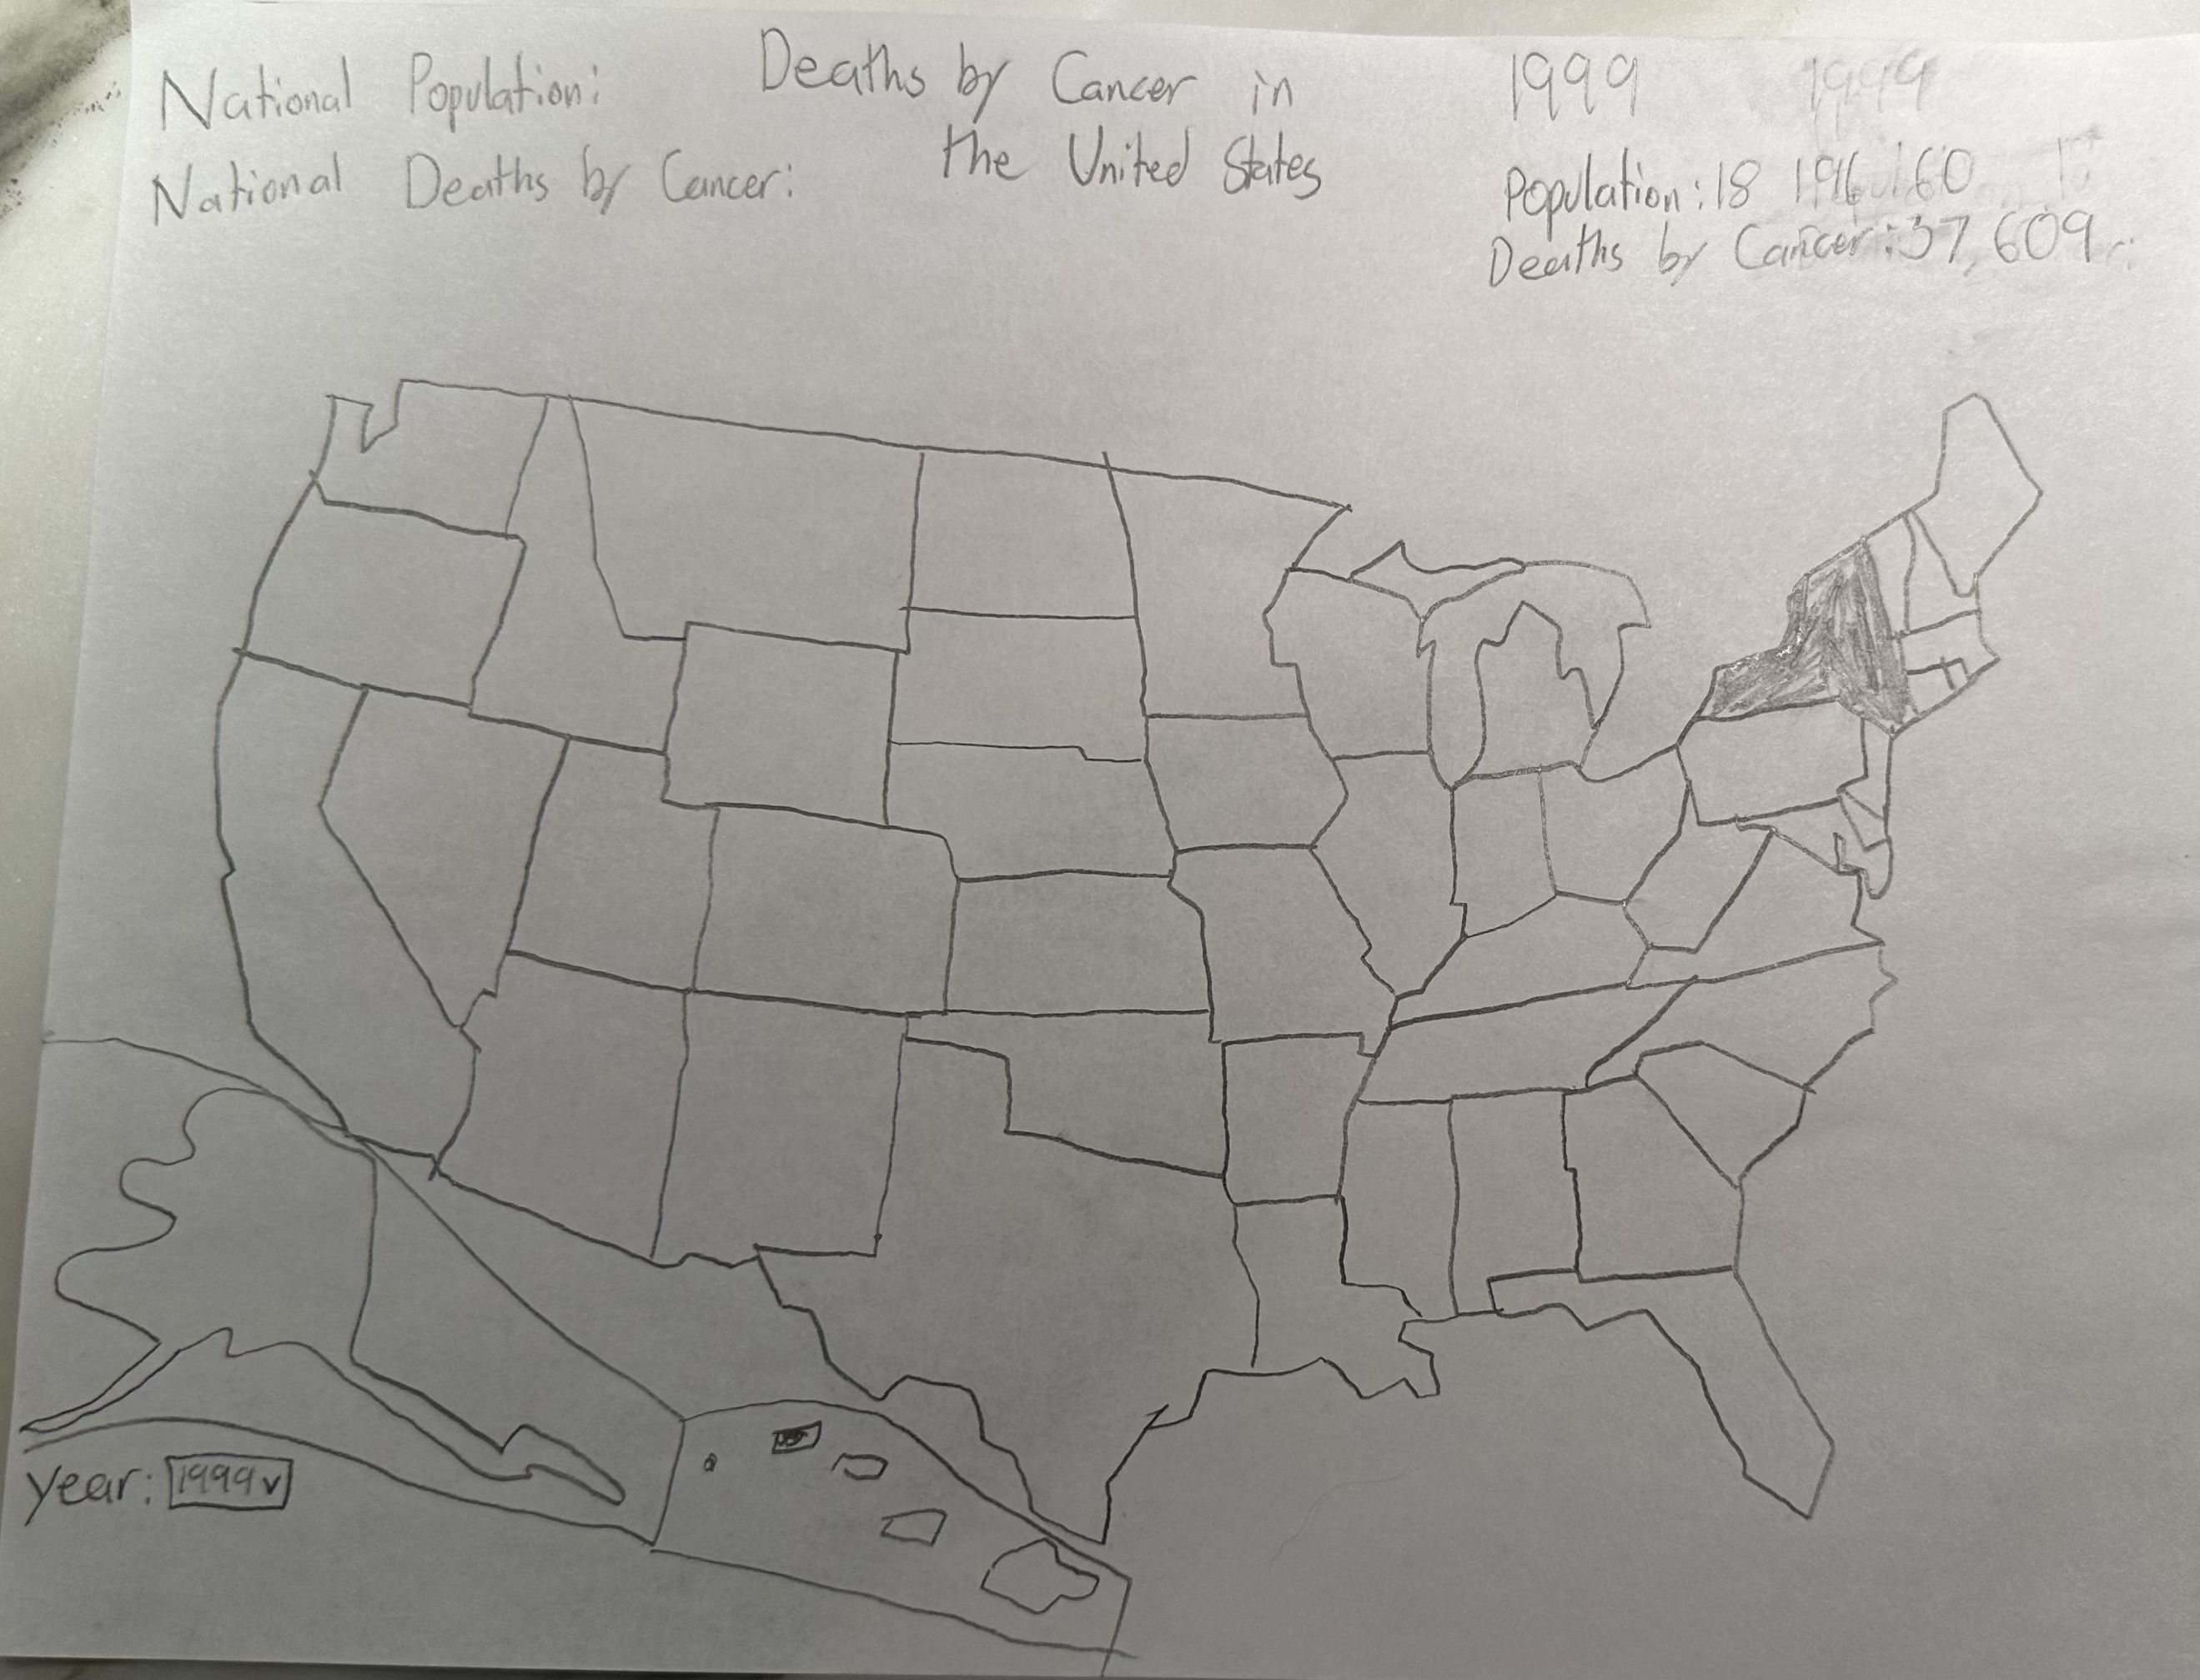 National Population:
National Deaths by Cancer:
Deaths by Cancer in
the United States
1999 1999
Population: 18 196 160
Deaths by Cancer: 37,609
year: 1999 v